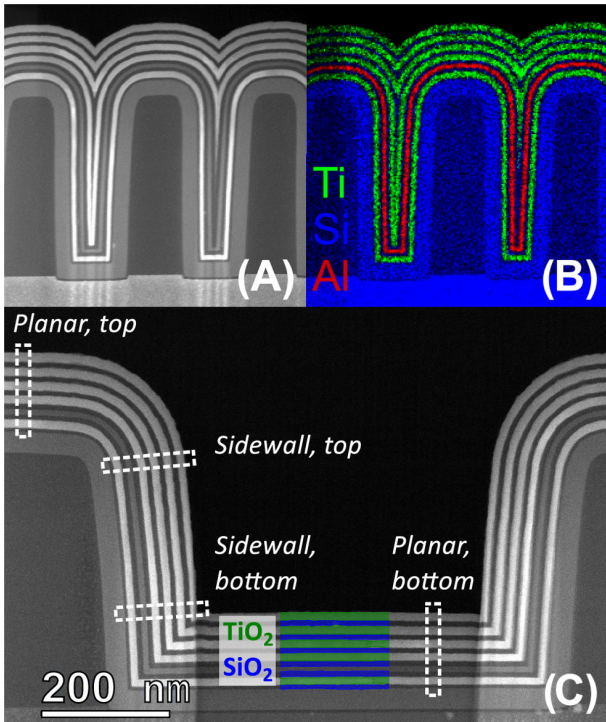 (A)
Ti
Si
Al
(B)
Planar, top
Sidewall, top
Sidewall,
bottom
Planar,
bottom
TiO₂
SiO₂
200 nm
(C)